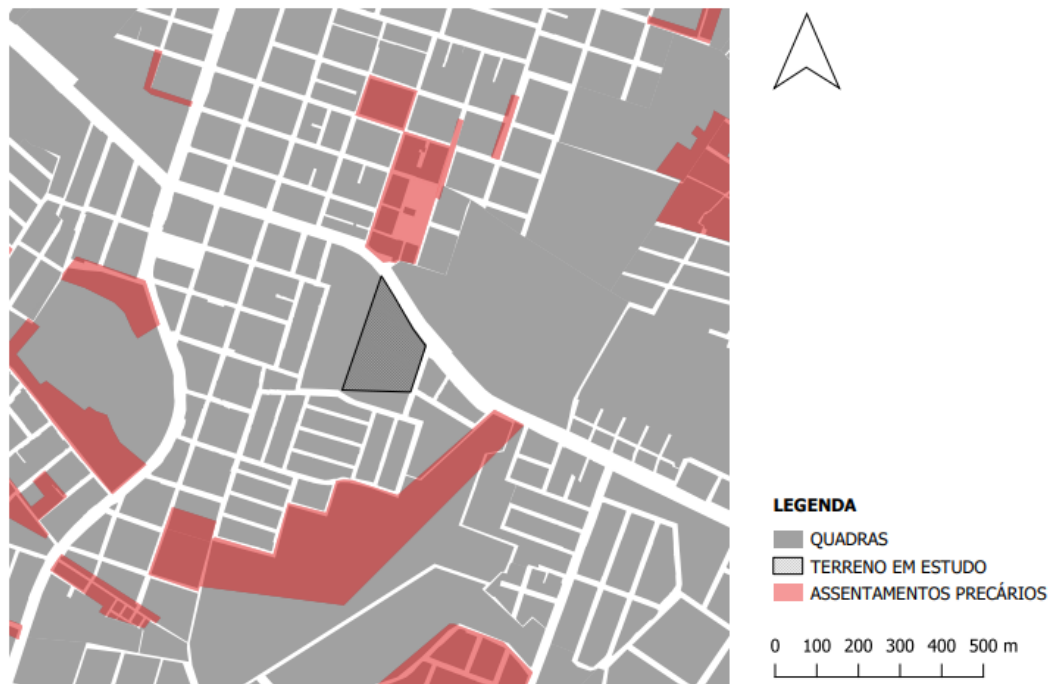 LEGENDA
QUADRAS
TERRENO EM ESTUDO
ASSENTAMENTOS PRECÁRIOS
0 100 200 300 400 500 m